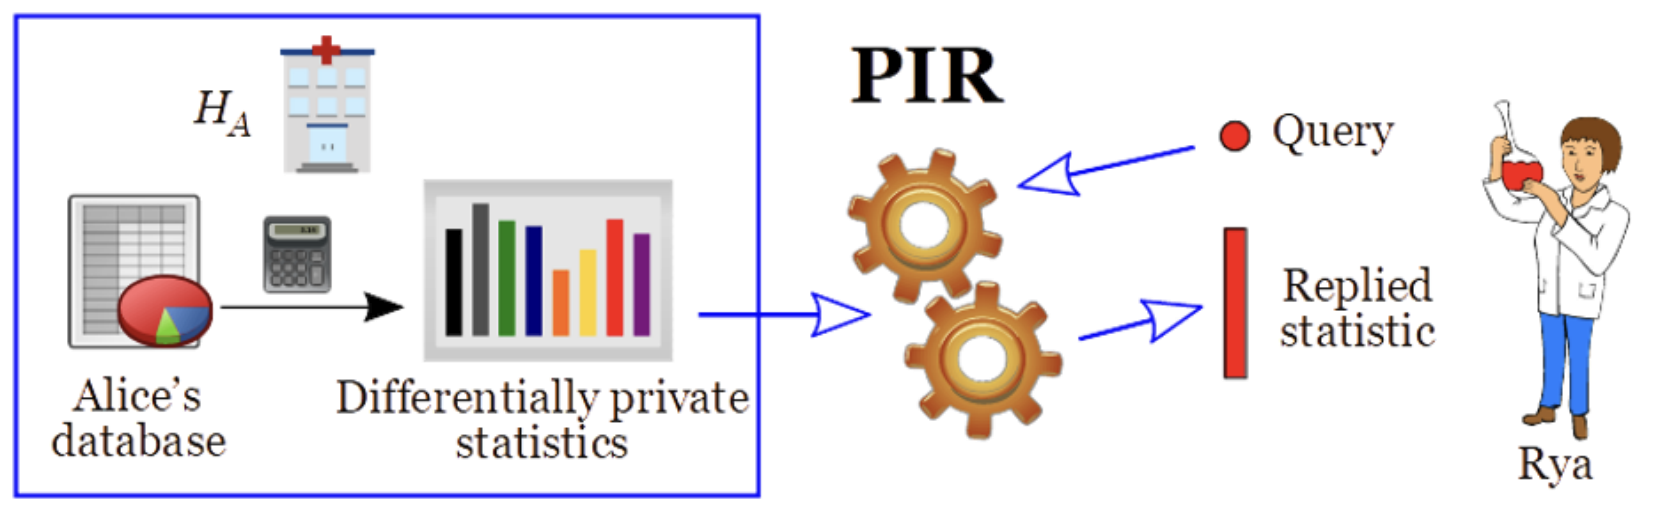 H_A
Alice's
database
Differentially private
statistics
PIR
Query
Replied
statistic
Rya